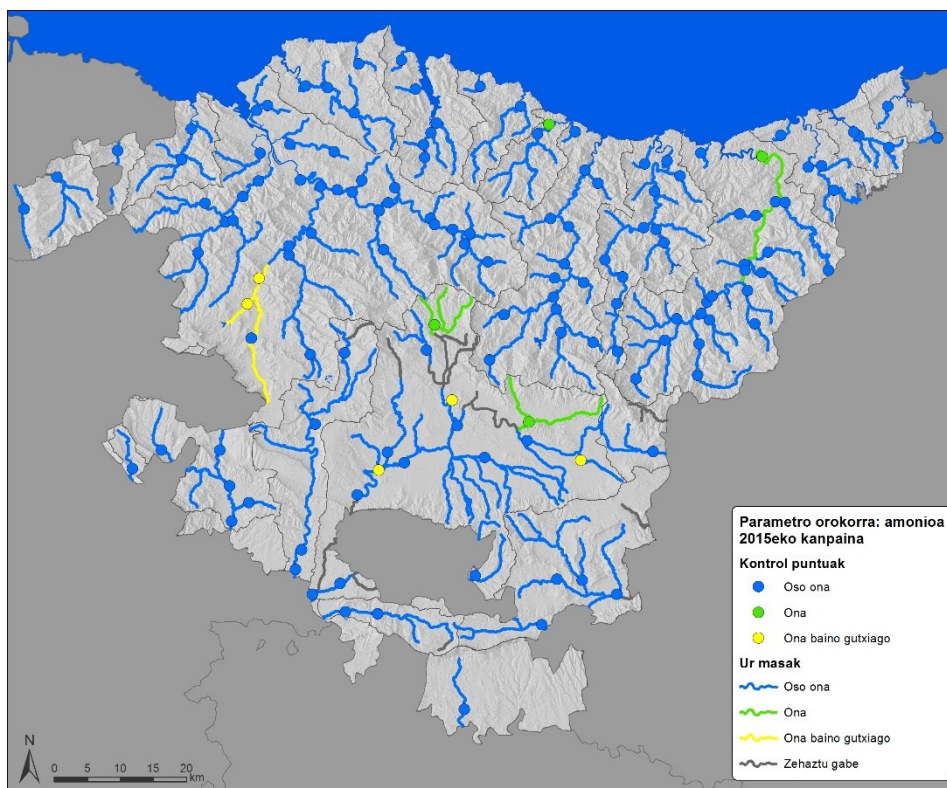 Parametro orokorra: amonioa
2015eko kanpaina
Kontrol puntuak
Oso ona
Ona
Ona baino gutxiago
Ur masak
Oso ona
Ona
Ona baino gutxiago
Zehaztu gabe
N
0 5 10 15 20
km